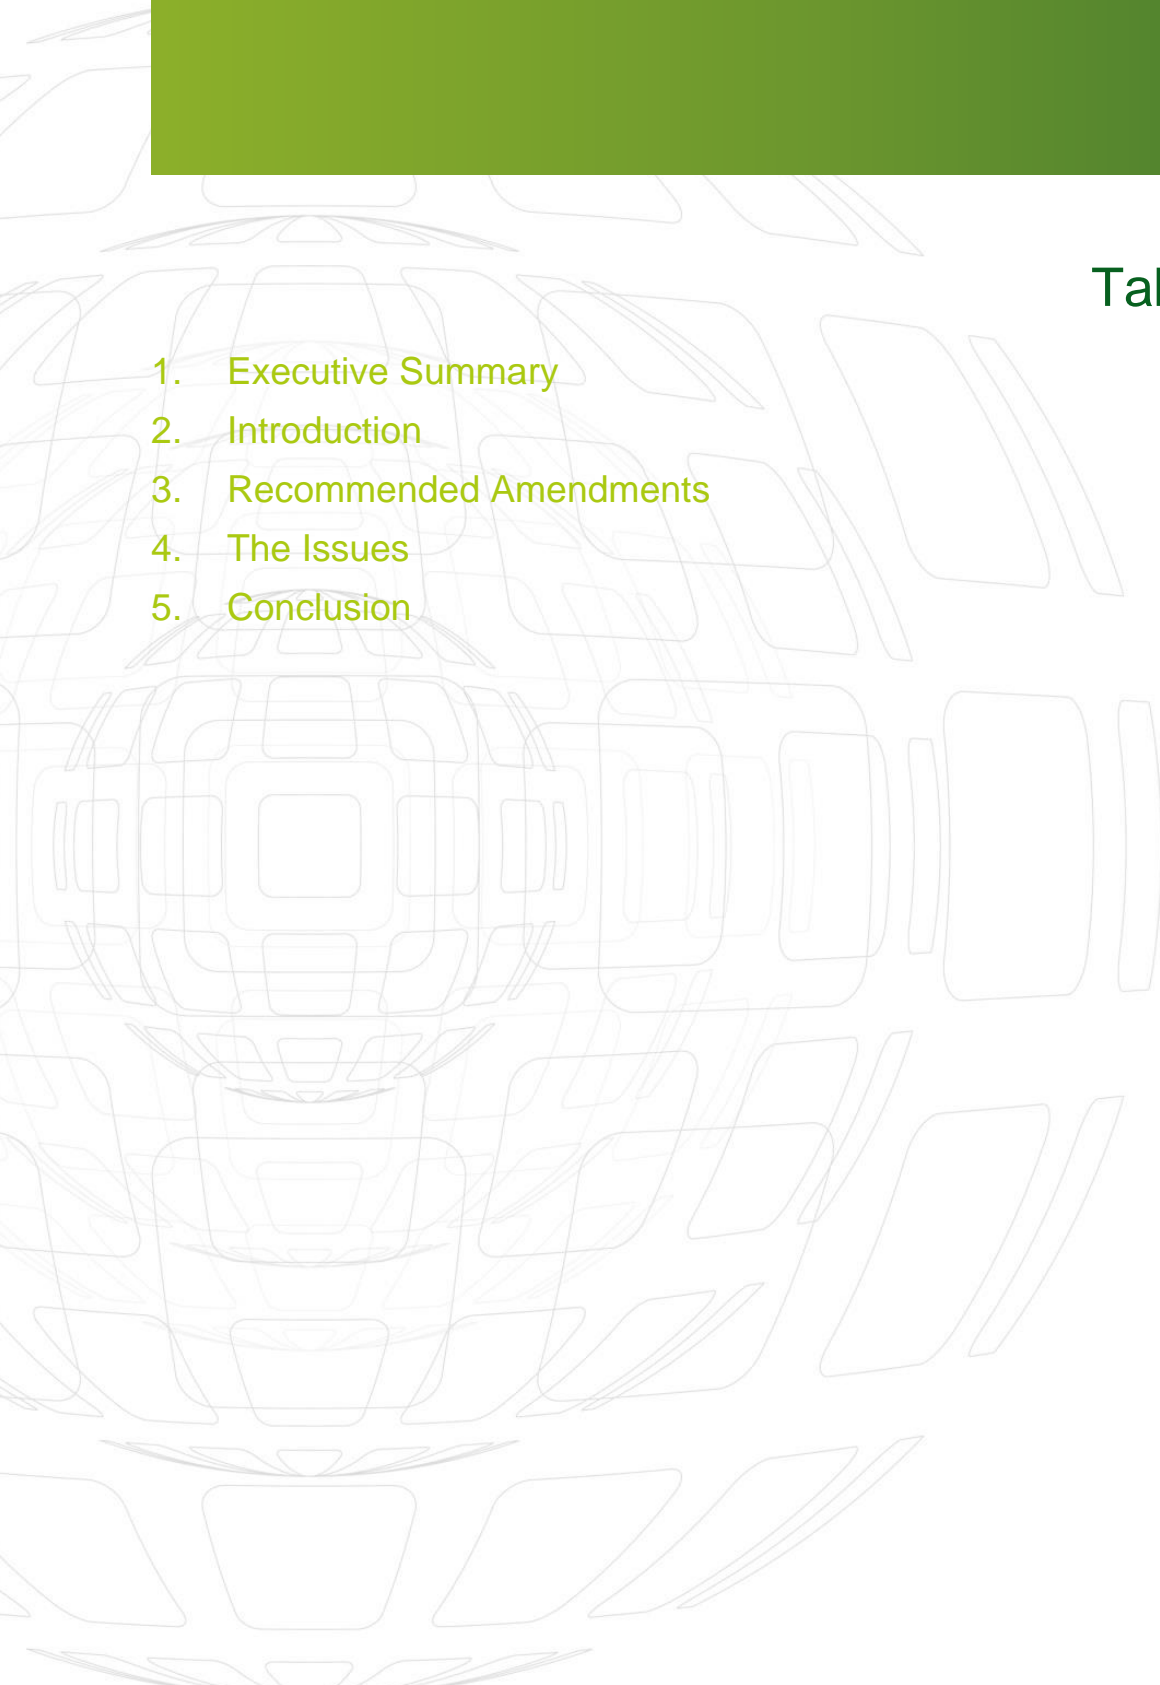 Tal
1. Executive Summary
2. Introduction
3. Recommended Amendments
4. The Issues
5. Conclusion